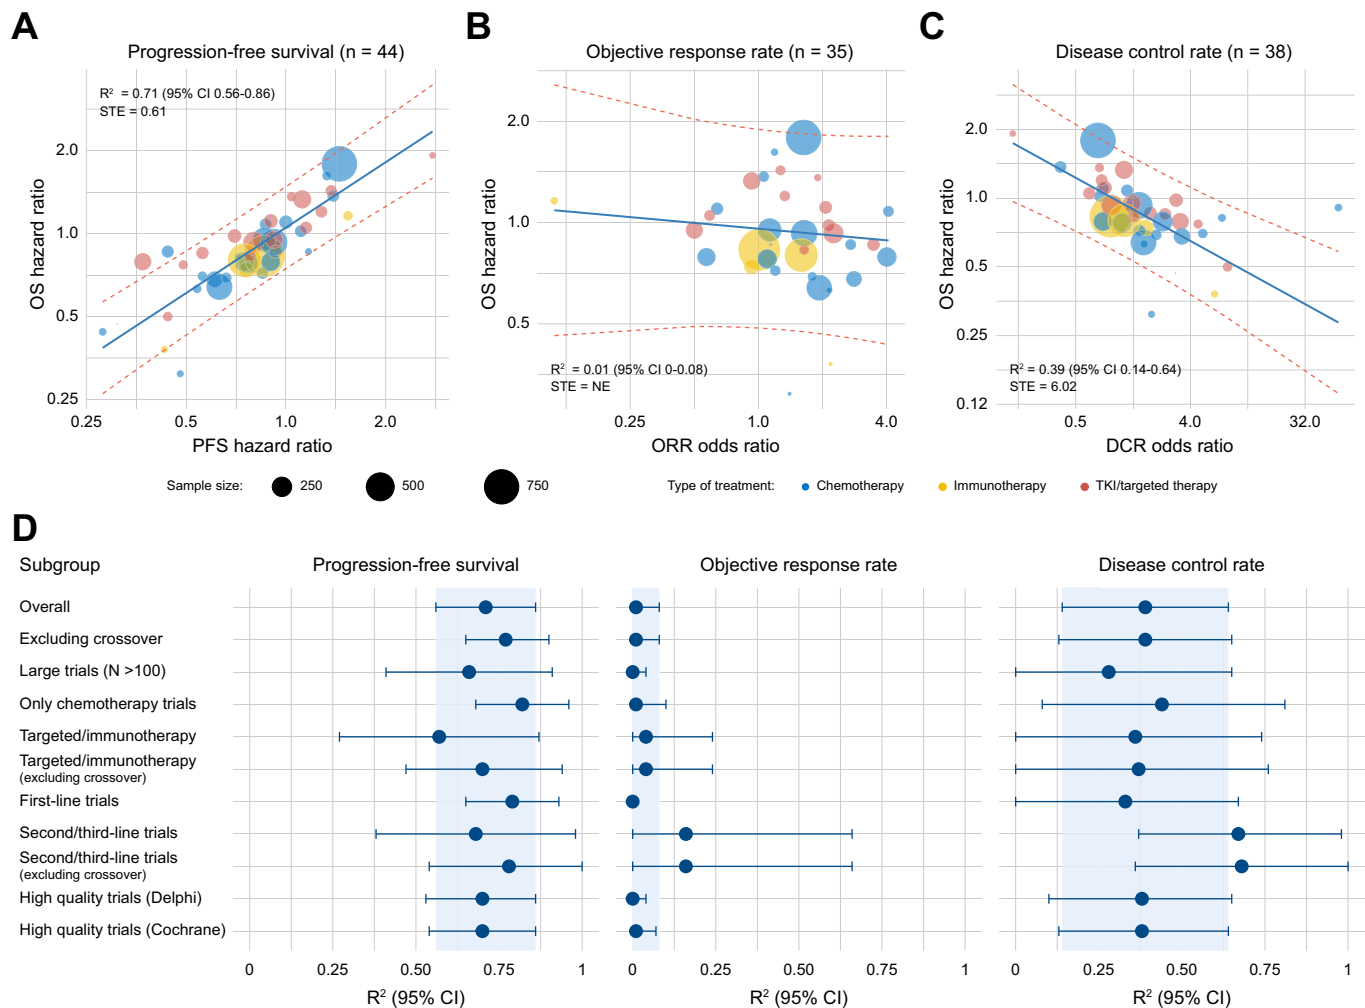 A
Progression-free survival (n = 44)
R² = 0.71 (95% CI 0.56-0.86)
STE = 0.61
OS hazard ratio
2.0
1.0
0.5
0.25
0.25 0.5 1.0 2.0
PFS hazard ratio
B
Objective response rate (n = 35)
OS hazard ratio
2.0
1.0
0.5
R² = 0.01 (95% CI 0-0.08)
STE = NE
0.25 1.0 4.0
ORR odds ratio
C
Disease control rate (n = 38)
OS hazard ratio
2.0
1.0
0.5
0.25
0.12
R² = 0.39 (95% CI 0.14-0.64)
STE = 6.02
0.5 4.0 32.0
DCR odds ratio
Sample size: 250 500 750
Type of treatment: Chemotherapy Immunotherapy TKI/targeted therapy
D
Subgroup Progression-free survival Objective response rate Disease control rate
Overall
Excluding crossover
Large trials (N >100)
Only chemotherapy trials
Targeted/immunotherapy
Targeted/immunotherapy
(excluding crossover)
First-line trials
Second/third-line trials
Second/third-line trials
(excluding crossover)
High quality trials (Delphi)
High quality trials (Cochrane)
0 0.25 0.50 0.75 1 0 0.25 0.50 0.75 1 0 0.25 0.50 0.75 1
R² (95% CI) R² (95% CI) R² (95% CI)